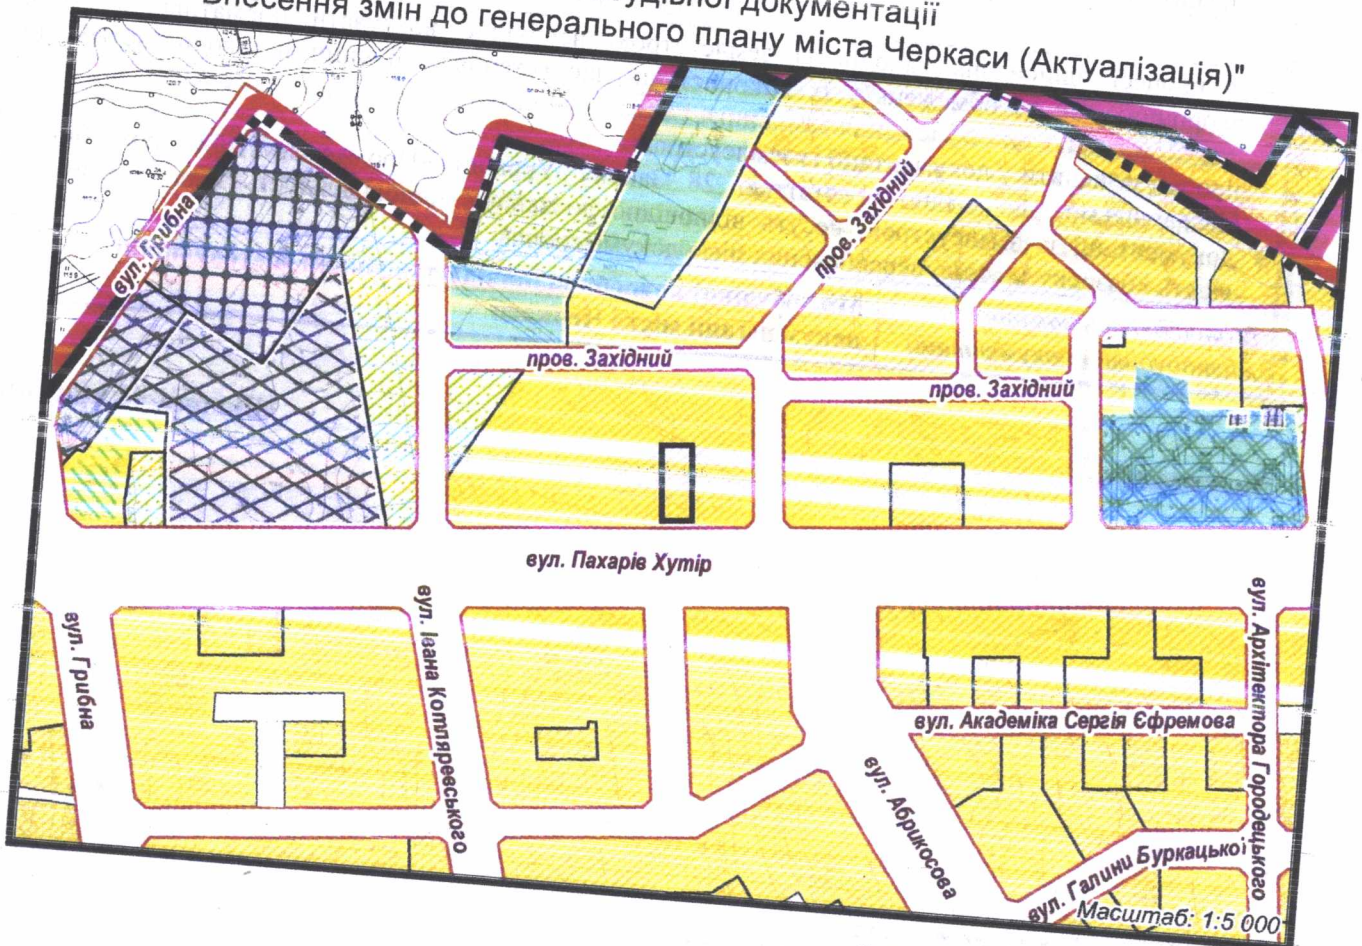 документації
внесення змін до генерального плану міста Черкаси (Актуалізація)"
вул. Грибна
пров. Західний
пров. Західний
пров. Західний
вул. Пахарів Хутір
вул. Грибна
вул. Івана Котляревського
вул. Академіка Сергія Єфремова
вул. Архітектора Городецького
вул. Абрикосова
вул. Галини Буркацької
Масштаб: 1:5 000